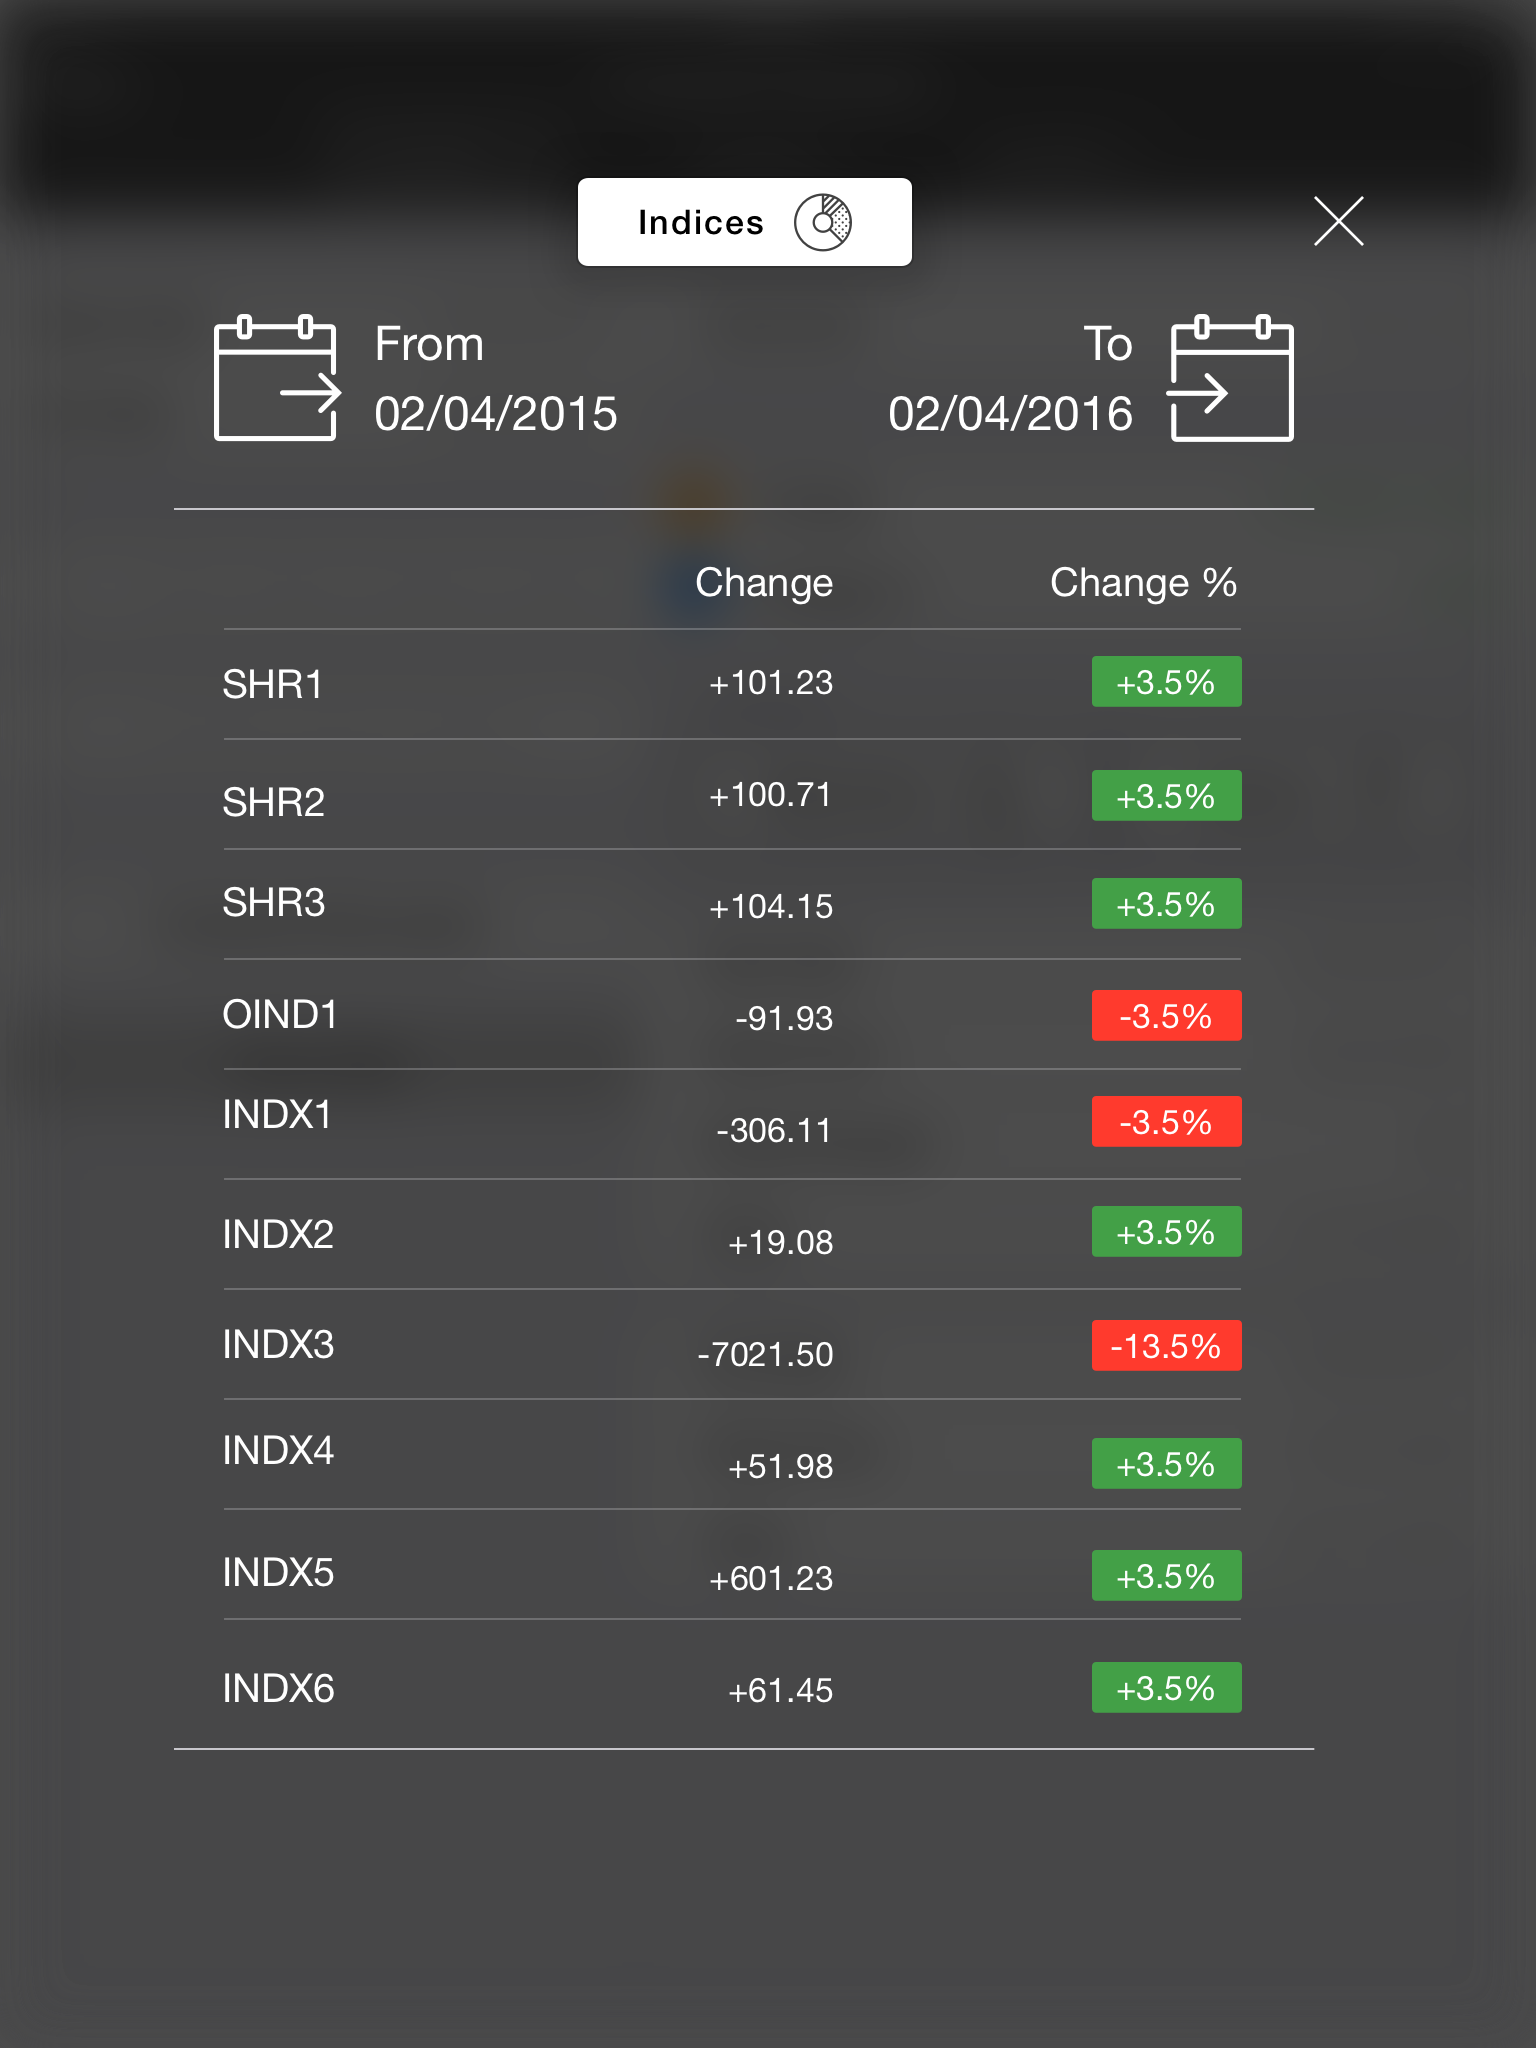 Indices
From
02/04/2015
To
02/04/2016
Change Change %
SHR1 +101.23 +3.5%
SHR2 +100.71 +3.5%
SHR3 +104.15 +3.5%
OIND1 -91.93 -3.5%
INDX1 -306.11 -3.5%
INDX2 +19.08 +3.5%
INDX3 -7021.50 -13.5%
INDX4 +51.98 +3.5%
INDX5 +601.23 +3.5%
INDX6 +61.45 +3.5%